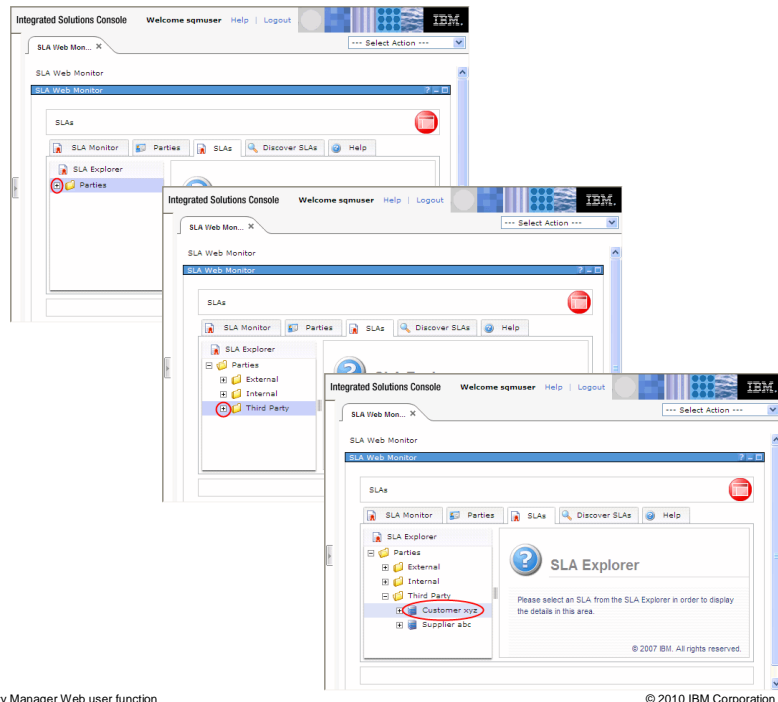 Integrated Solutions Console Welcome sqmuser Help | Logout IBM.
SLA Web Mon... X --- Select Action ---
SLA Web Monitor
SLA Web Monitor
SLAs
SLA Monitor Parties SLAs Discover SLAs Help
SLA Explorer
Parties
Integrated Solutions Console Welcome sqmuser Help | Logout IBM.
SLA Web Mon... X --- Select Action ---
SLA Web Monitor
SLA Web Monitor
SLAs
SLA Monitor Parties SLAs Discover SLAs Help
SLA Explorer
Parties
External
Internal
Third Party
Integrated Solutions Console Welcome sqmuser Help | Logout IBM.
SLA Web Mon... X --- Select Action ---
SLA Web Monitor
SLA Web Monitor
SLAs
SLA Monitor Parties SLAs Discover SLAs Help
SLA Explorer
Parties
External
Internal
Third Party
Customer xyz
Supplier abc
SLA Explorer
Please select an SLA from the SLA Explorer in order to display
the details in this area.
© 2007 IBM. All rights reserved.
y Manager Web user function © 2010 IBM Corporation